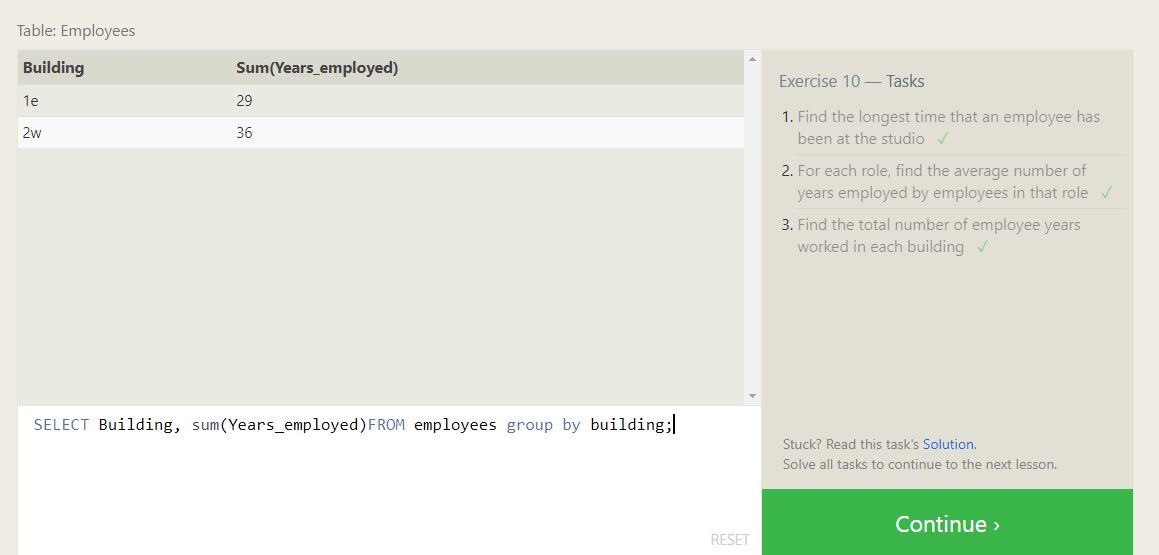 Table: Employees
Building Sum(Years_employed)
1e 29
2w 36
SELECT Building, sum(Years_employed)FROM employees group by building;
RESET
Exercise 10 — Tasks
1. Find the longest time that an employee has
been at the studio ✓
2. For each role, find the average number of
years employed by employees in that role ✓
3. Find the total number of employee years
worked in each building ✓
Stuck? Read this task's Solution.
Solve all tasks to continue to the next lesson.
Continue ›